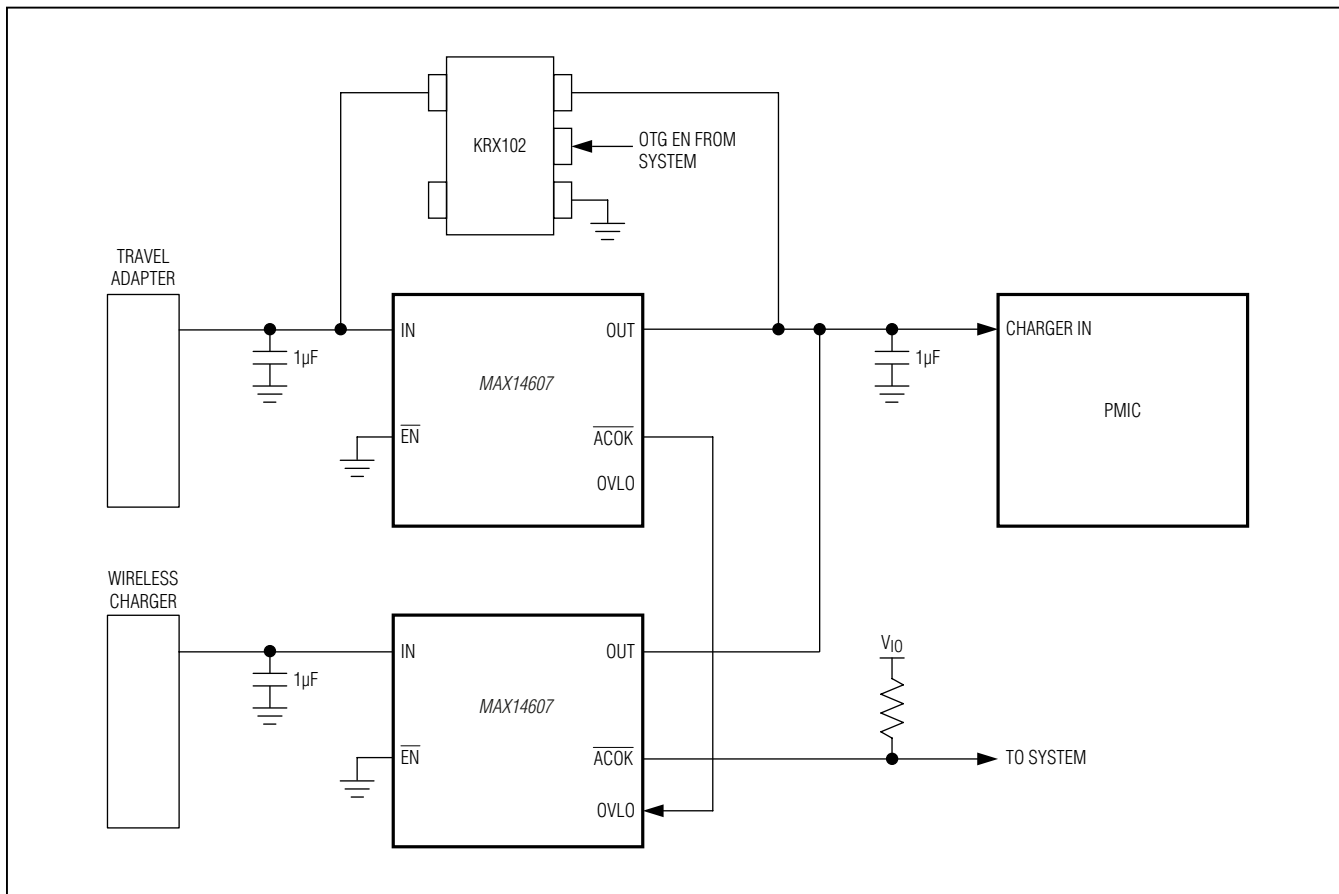 KRX102
OTG EN FROM
SYSTEM
TRAVEL
ADAPTER
IN
OUT
CHARGER IN
1µF
1µF
MAX14607
PMIC
EN
ACOK
OVLO
WIRELESS
CHARGER
IN
OUT
VIO
1µF
MAX14607
EN
ACOK
TO SYSTEM
OVLO